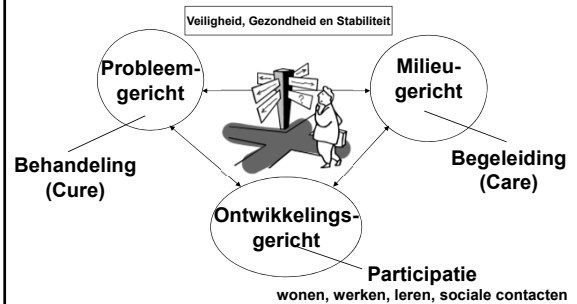 Veiligheid, Gezondheid en Stabiliteit
Probleem-
gericht
Milieu-
gericht
?
Behandeling
(Cure)
Begeleiding
(Care)
Ontwikkelings-
gericht
Participatie
wonen, werken, leren, sociale contacten